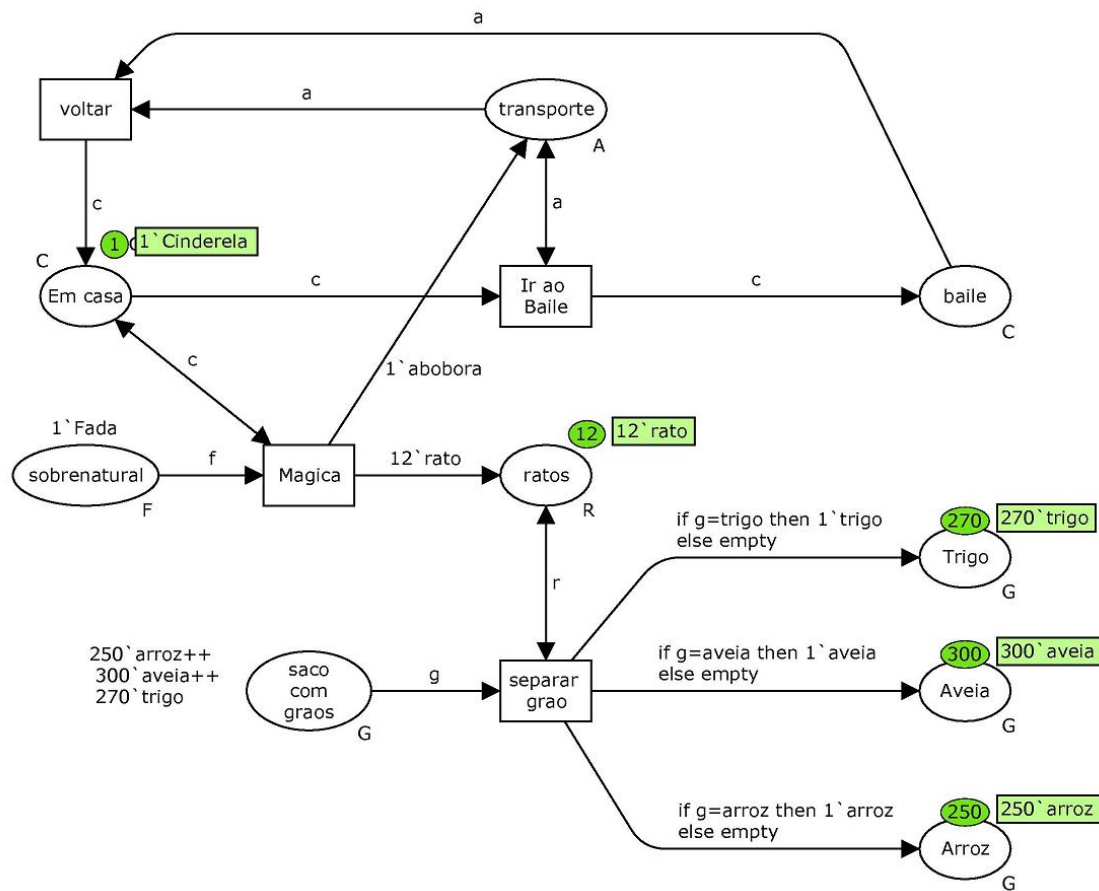 a
voltar
a
transporte
A
c
a
1
1`Cinderela
C
Em casa
c
Ir ao
Baile
c
baile
C
c
1`abobora
1`Fada
sobrenatural
F
f
Magica
12`rato
12
12`rato
ratos
R
r
if g=trigo then 1`trigo
else empty
270
270`trigo
Trigo
G
250`arroz++
300`aveia++
270`trigo
saco
com
graos
G
g
separar
grao
if g=aveia then 1`aveia
else empty
300
300`aveia
Aveia
G
if g=arroz then 1`arroz
else empty
250
250`arroz
Arroz
G